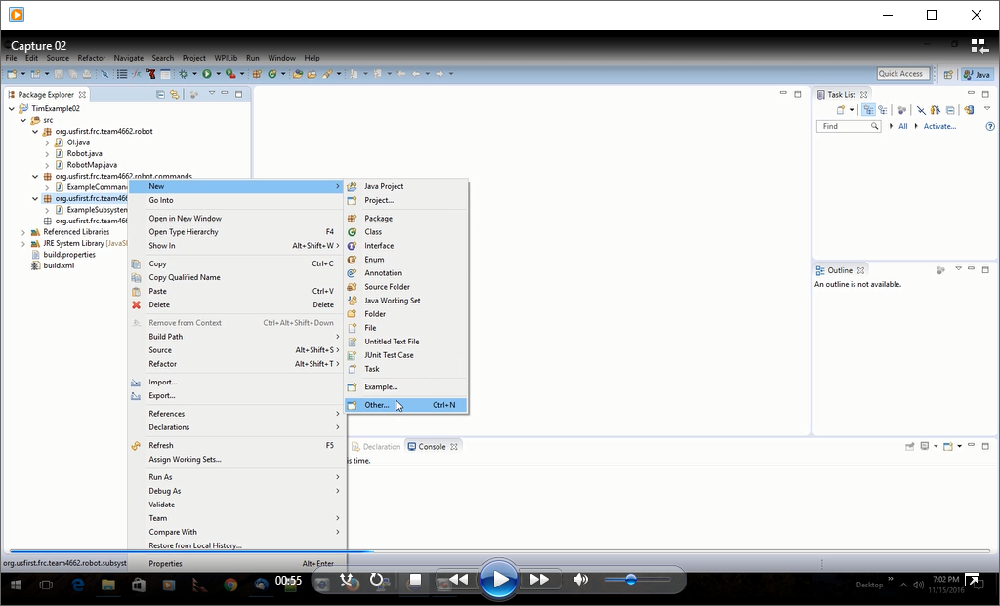 Capture 02
File Edit Source Refactor Navigate Search Project WPILib Run Window Help
Quick Access
Java
Package Explorer
TimExample02
src
org.usfirst.frc.team4662.robot
OI.java
Robot.java
RobotMap.java
org.usfirst.frc.team4662.robot.commands
ExampleComman
org.usfirst.frc.team466
ExampleSubsystem
org.usfirst.frc.team466
Referenced Libraries
JRE System Library [JavaS
build.properties
build.xml
New
Go Into
Open in New Window
Open Type Hierarchy F4
Show In Alt+Shift+W
Copy Ctrl+C
Copy Qualified Name
Paste Ctrl+V
Delete Delete
Remove from Context Ctrl+Alt+Shift+Down
Build Path
Source Alt+Shift+S
Refactor Alt+Shift+T
Import...
Export...
References
Declarations
Refresh F5
Assign Working Sets...
Run As
Debug As
Validate
Team
Compare With
Restore from Local History...
Properties Alt+Enter
Java Project
Project...
Package
Class
Interface
Enum
Annotation
Source Folder
Java Working Set
Folder
File
Untitled Text File
JUnit Test Case
Task
Example...
Other... Ctrl+N
Task List
Find
All
Activate...
Outline
An outline is not available.
Declaration
Console
is time.
org.usfirst.frc.team4662.robot.subsyst
00:55
Desktop
7:02 PM
11/15/2016